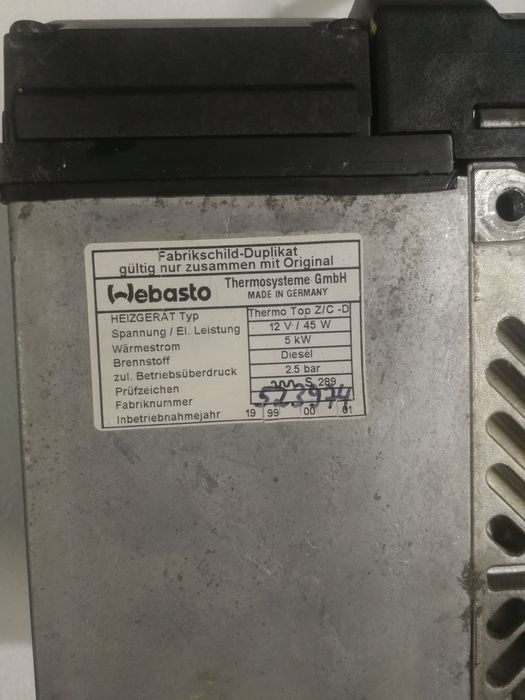 Fabrikschild-Duplikat
gültig nur zusammen mit Original
Webasto Thermosysteme GmbH
MADE IN GERMANY
HEIZGERÄT Typ Thermo Top Z/C -D
Spannung / El. Leistung 12 V / 45 W
Wärmestrom 5 kW
Brennstoff Diesel
zul. Betriebsüberdruck 2.5 bar
Prüfzeichen S 289
Fabriknummer 523974
Inbetriebnahmejahr 19 99 00 01